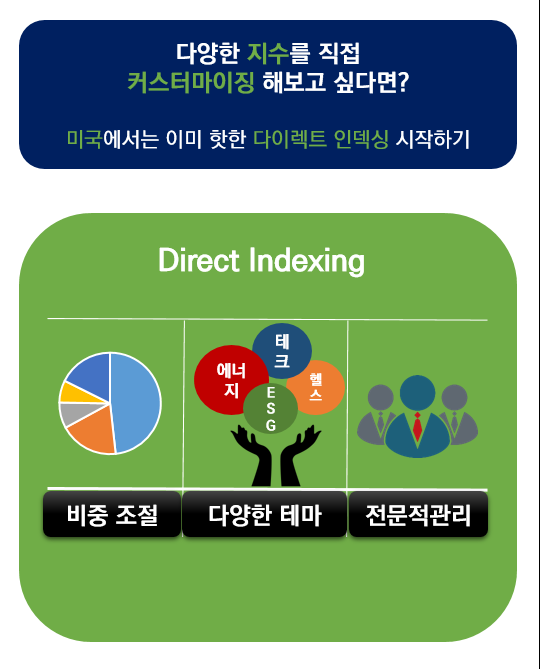 다양한 지수를 직접
커스터마이징 해보고 싶다면?
미국에서는 이미 핫한 다이렉트 인덱싱 시작하기
Direct Indexing
테
크
에너
지
헬
스
E
S
G
비중 조절
다양한 테마
전문적관리